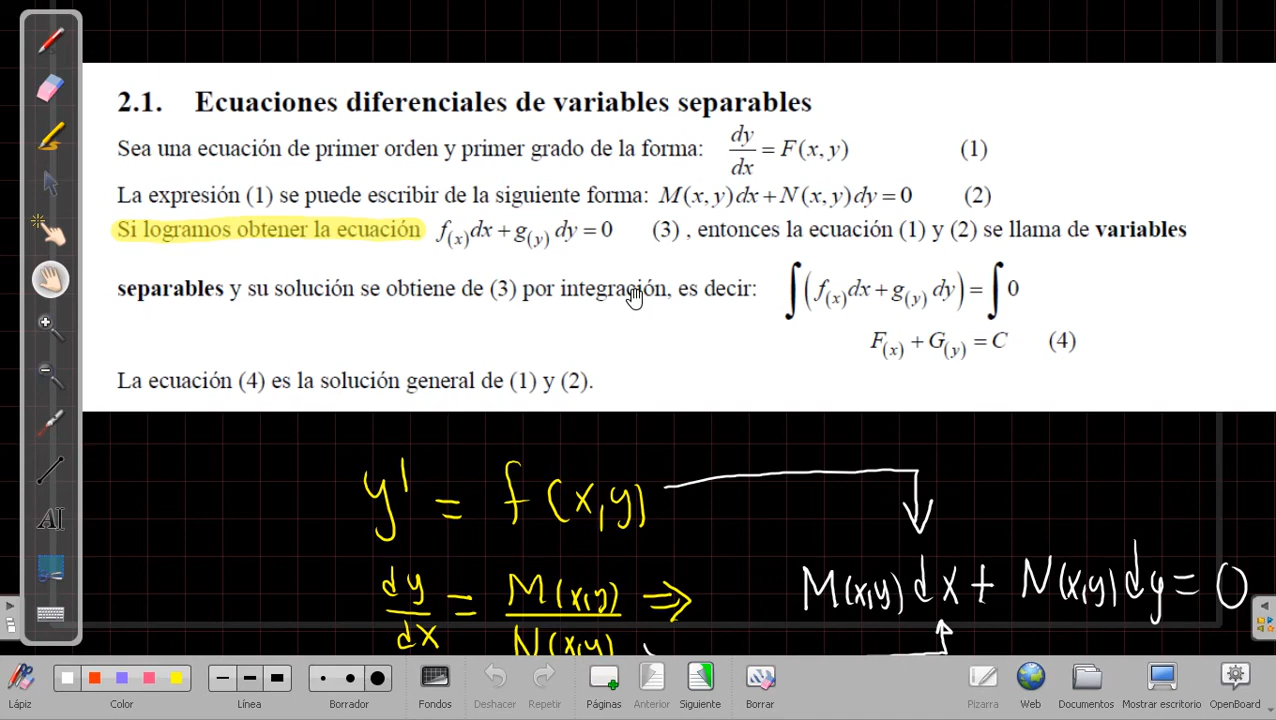 2.1. Ecuaciones diferenciales de variables separables
Sea una ecuación de primer orden y primer grado de la forma: dy/dx = F(x, y) (1)
La expresión (1) se puede escribir de la siguiente forma: M(x, y)dx + N(x, y)dy = 0 (2)
Si logramos obtener la ecuación f(x)dx + g(y) dy = 0 (3) , entonces la ecuación (1) y (2) se llama de variables
separables y su solución se obtiene de (3) por integración, es decir: ∫(f(x)dx + g(y) dy) = ∫0
F(x) + G(y) = C (4)
La ecuación (4) es la solución general de (1) y (2).
y' = f(x,y)
dy/dx = M(x,y)/N(x,y) ⇒ M(x,y)dx + N(x,y)dy = 0
Lápiz Color Línea Borrador Fondos Deshacer Repetir Páginas Anterior Siguiente Borrar Pizarra Web Documentos Mostrar escritorio OpenBoard